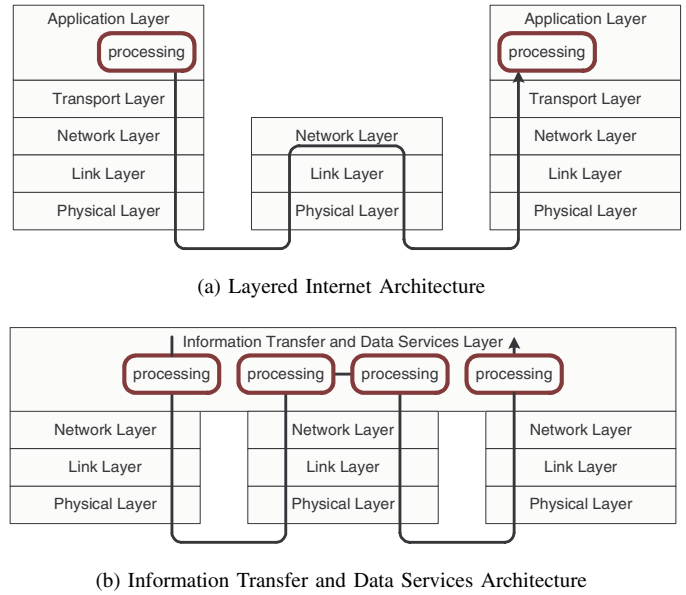 Application Layer
processing
Transport Layer
Network Layer
Link Layer
Physical Layer
Network Layer
Link Layer
Physical Layer
Application Layer
processing
Transport Layer
Network Layer
Link Layer
Physical Layer
(a) Layered Internet Architecture
Information Transfer and Data Services Layer
processing
processing
processing
processing
Network Layer
Link Layer
Physical Layer
Network Layer
Link Layer
Physical Layer
Network Layer
Link Layer
Physical Layer
(b) Information Transfer and Data Services Architecture